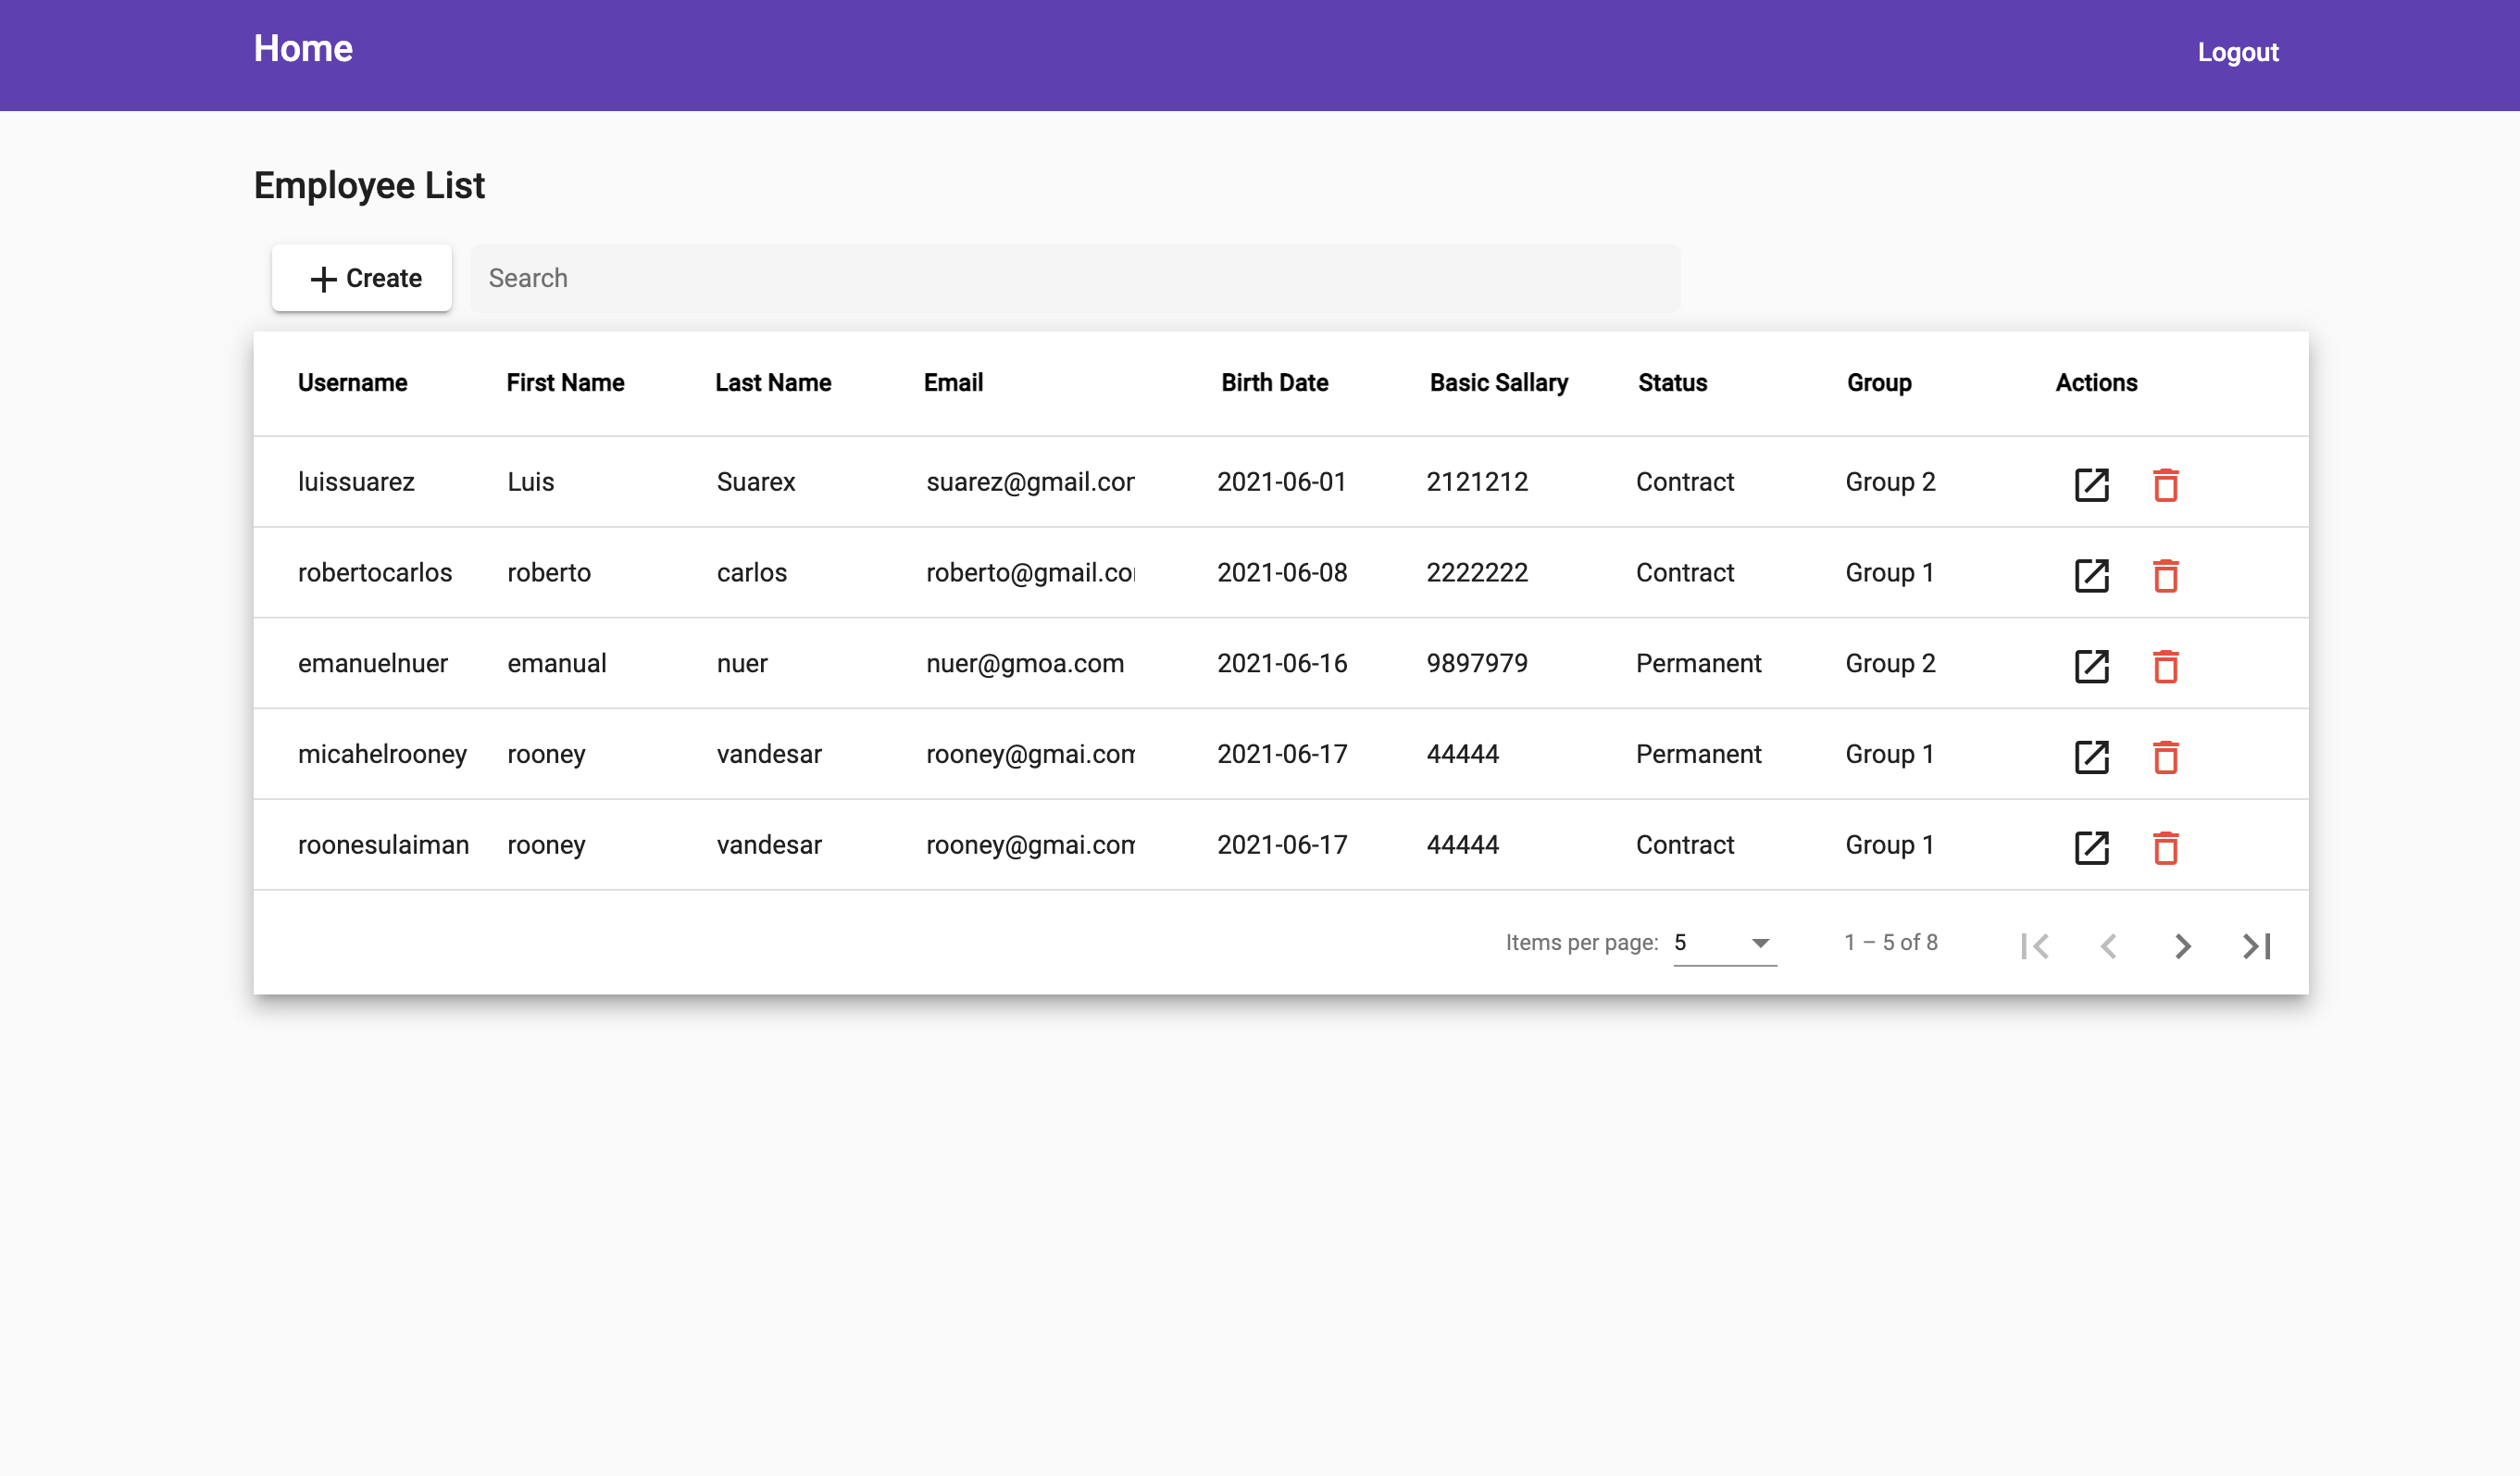 Home Logout
Employee List
Create Search
Username First Name Last Name Email Birth Date Basic Sallary Status Group Actions
luissuarez Luis Suarex suarez@gmail.com 2021-06-01 2121212 Contract Group 2
robertocarlos roberto carlos roberto@gmail.co 2021-06-08 2222222 Contract Group 1
emanuelnuer emanual nuer nuer@gmoa.com 2021-06-16 9897979 Permanent Group 2
micahelrooney rooney vandesar rooney@gmai.com 2021-06-17 44444 Permanent Group 1
roonesulaiman rooney vandesar rooney@gmai.com 2021-06-17 44444 Contract Group 1
Items per page: 5 1 – 5 of 8